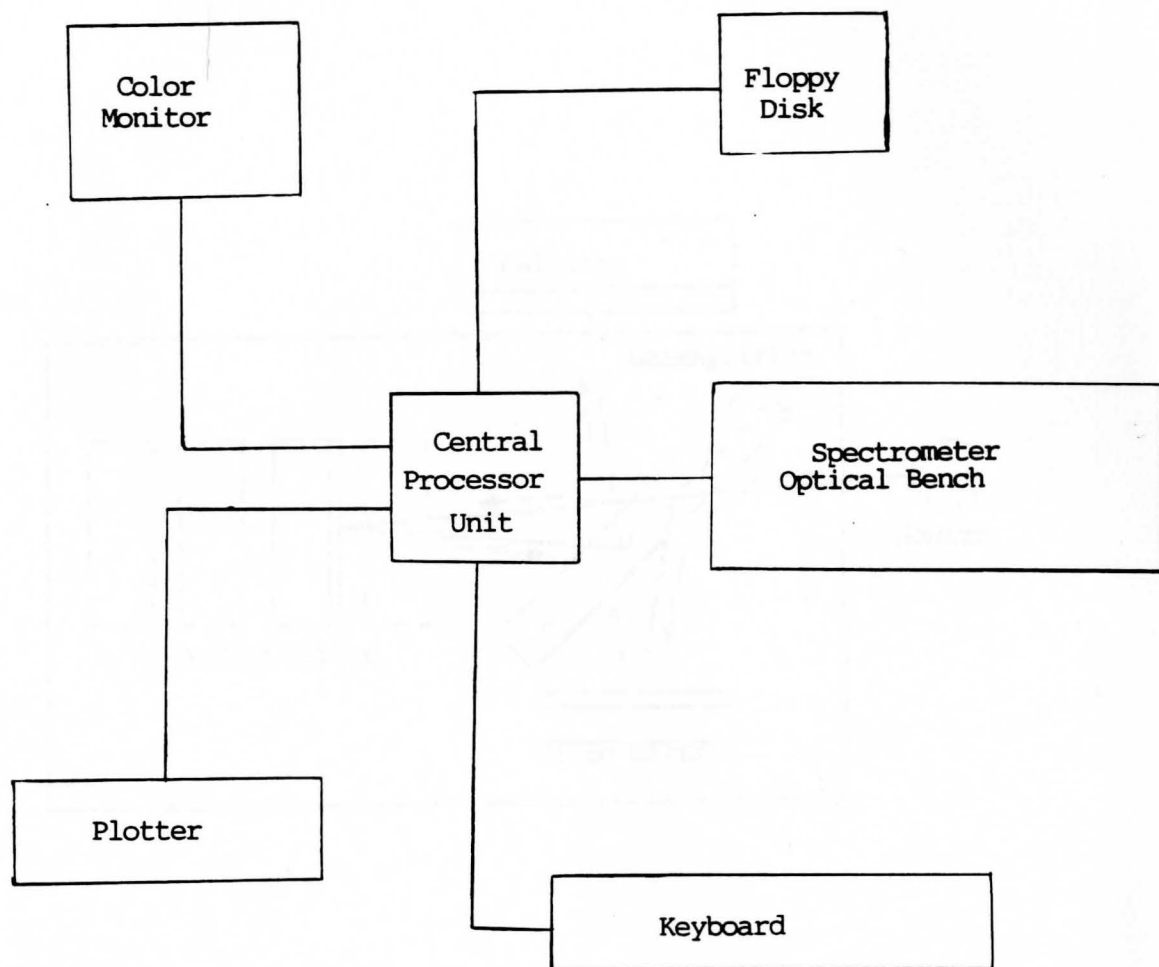 Color
Monitor
Floppy
Disk
Central
Processor
Unit
Spectrometer
Optical Bench
Plotter
Keyboard